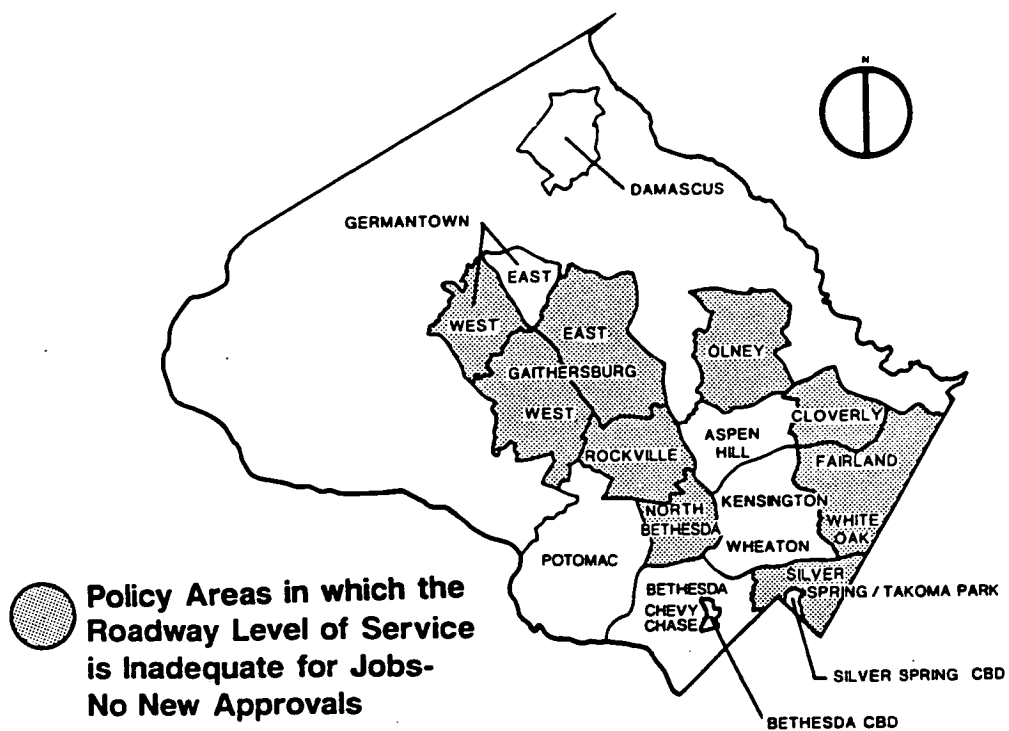 N
DAMASCUS
GERMANTOWN
EAST
WEST
EAST
OLNEY
GAITHERSBURG
WEST
CLOVERLY
ASPEN
HILL
ROCKVILLE
FAIRLAND
KENSINGTON
NORTH
BETHESDA
WHITE
OAK
WHEATON
POTOMAC
SILVER
SPRING / TAKOMA PARK
BETHESDA
CHEVY
CHASE
SILVER SPRING CBD
BETHESDA CBD
Policy Areas in which the
Roadway Level of Service
is Inadequate for Jobs-
No New Approvals